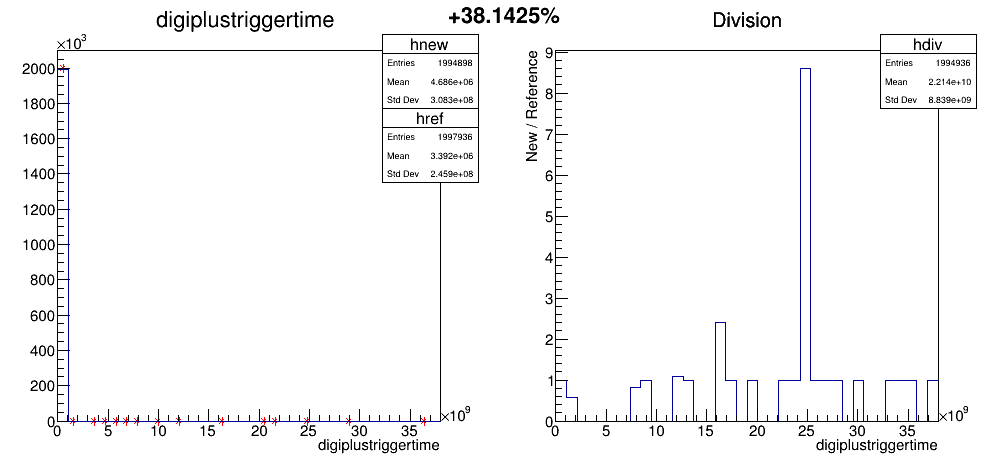 digiplustriggertime
+38.1425%
Division
×10³
hnew
Entries 1994898
Mean 4.686e+06
Std Dev 3.083e+08
href
Entries 1997936
Mean 3.392e+06
Std Dev 2.459e+08
2000
1800
1600
1400
1200
1000
800
600
400
200
0
0 5 10 15 20 25 30 35
×10⁹
digiplustriggertime
hdiv
Entries 1994936
Mean 2.214e+10
Std Dev 8.839e+09
New / Reference
9
8
7
6
5
4
3
2
1
0
0 5 10 15 20 25 30 35
×10⁹
digiplustriggertime